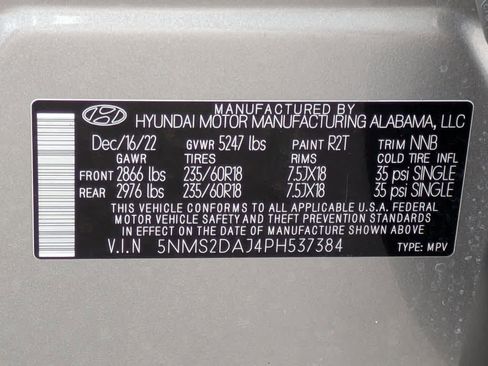 MANUFACTURED BY
HYUNDAI MOTOR MANUFACTURING ALABAMA, LLC
Dec/16/22 GVWR 5247 lbs PAINT R2T TRIM NNB
GAWR TIRES RIMS COLD TIRE INFL
FRONT 2866 lbs 235/60R18 7.5JX18 35 psi SINGLE
REAR 2976 lbs 235/60R18 7.5JX18 35 psi SINGLE
THIS VEHICLE CONFORMS TO ALL APPLICABLE U.S.A. FEDERAL
MOTOR VEHICLE SAFETY AND THEFT PREVENTION STANDARDS
IN EFFECT ON THE DATE OF MANUFACTURE SHOWN ABOVE
V.I.N 5NMS2DAJ4PH537384 TYPE: MPV